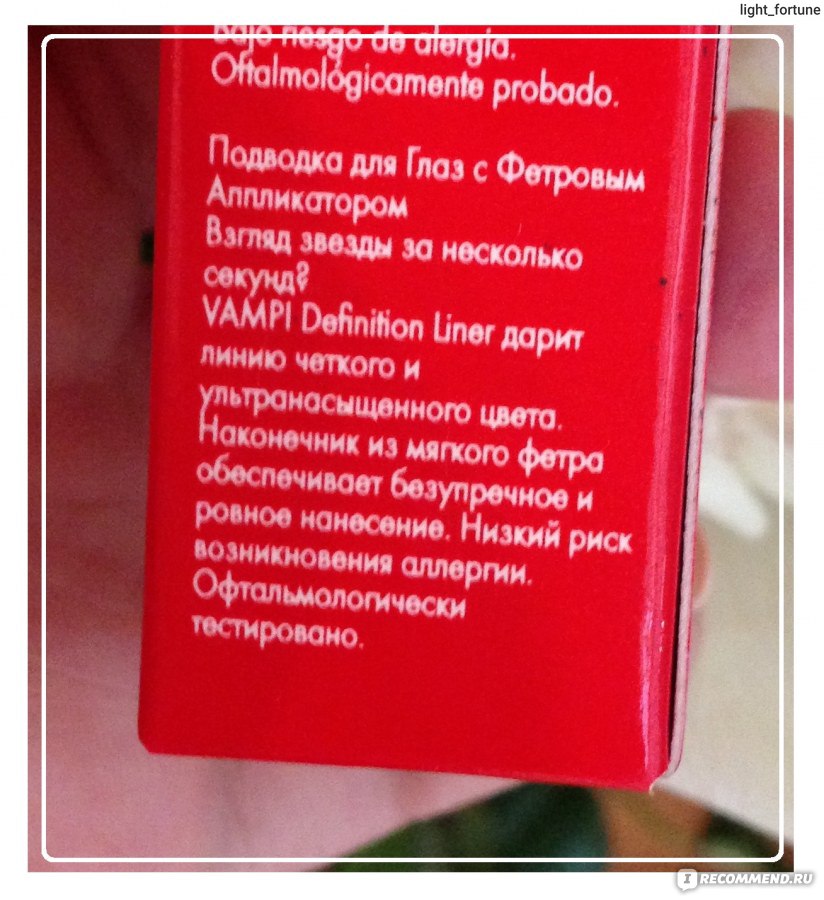 light_fortune
bajo riesgo de alergia.
Oftalmológicamente probado.
Подводка для Глаз с Фетровым
Аппликатором
Взгляд звезды за несколько
секунд?
VAMP! Definition Liner дарит
линию четкого и
ультранасыщенного цвета.
Наконечник из мягкого фетра
обеспечивает безупречное и
ровное нанесение. Низкий риск
возникновения аллергии.
Офтальмологически
тестировано.
I RECOMMEND.RU